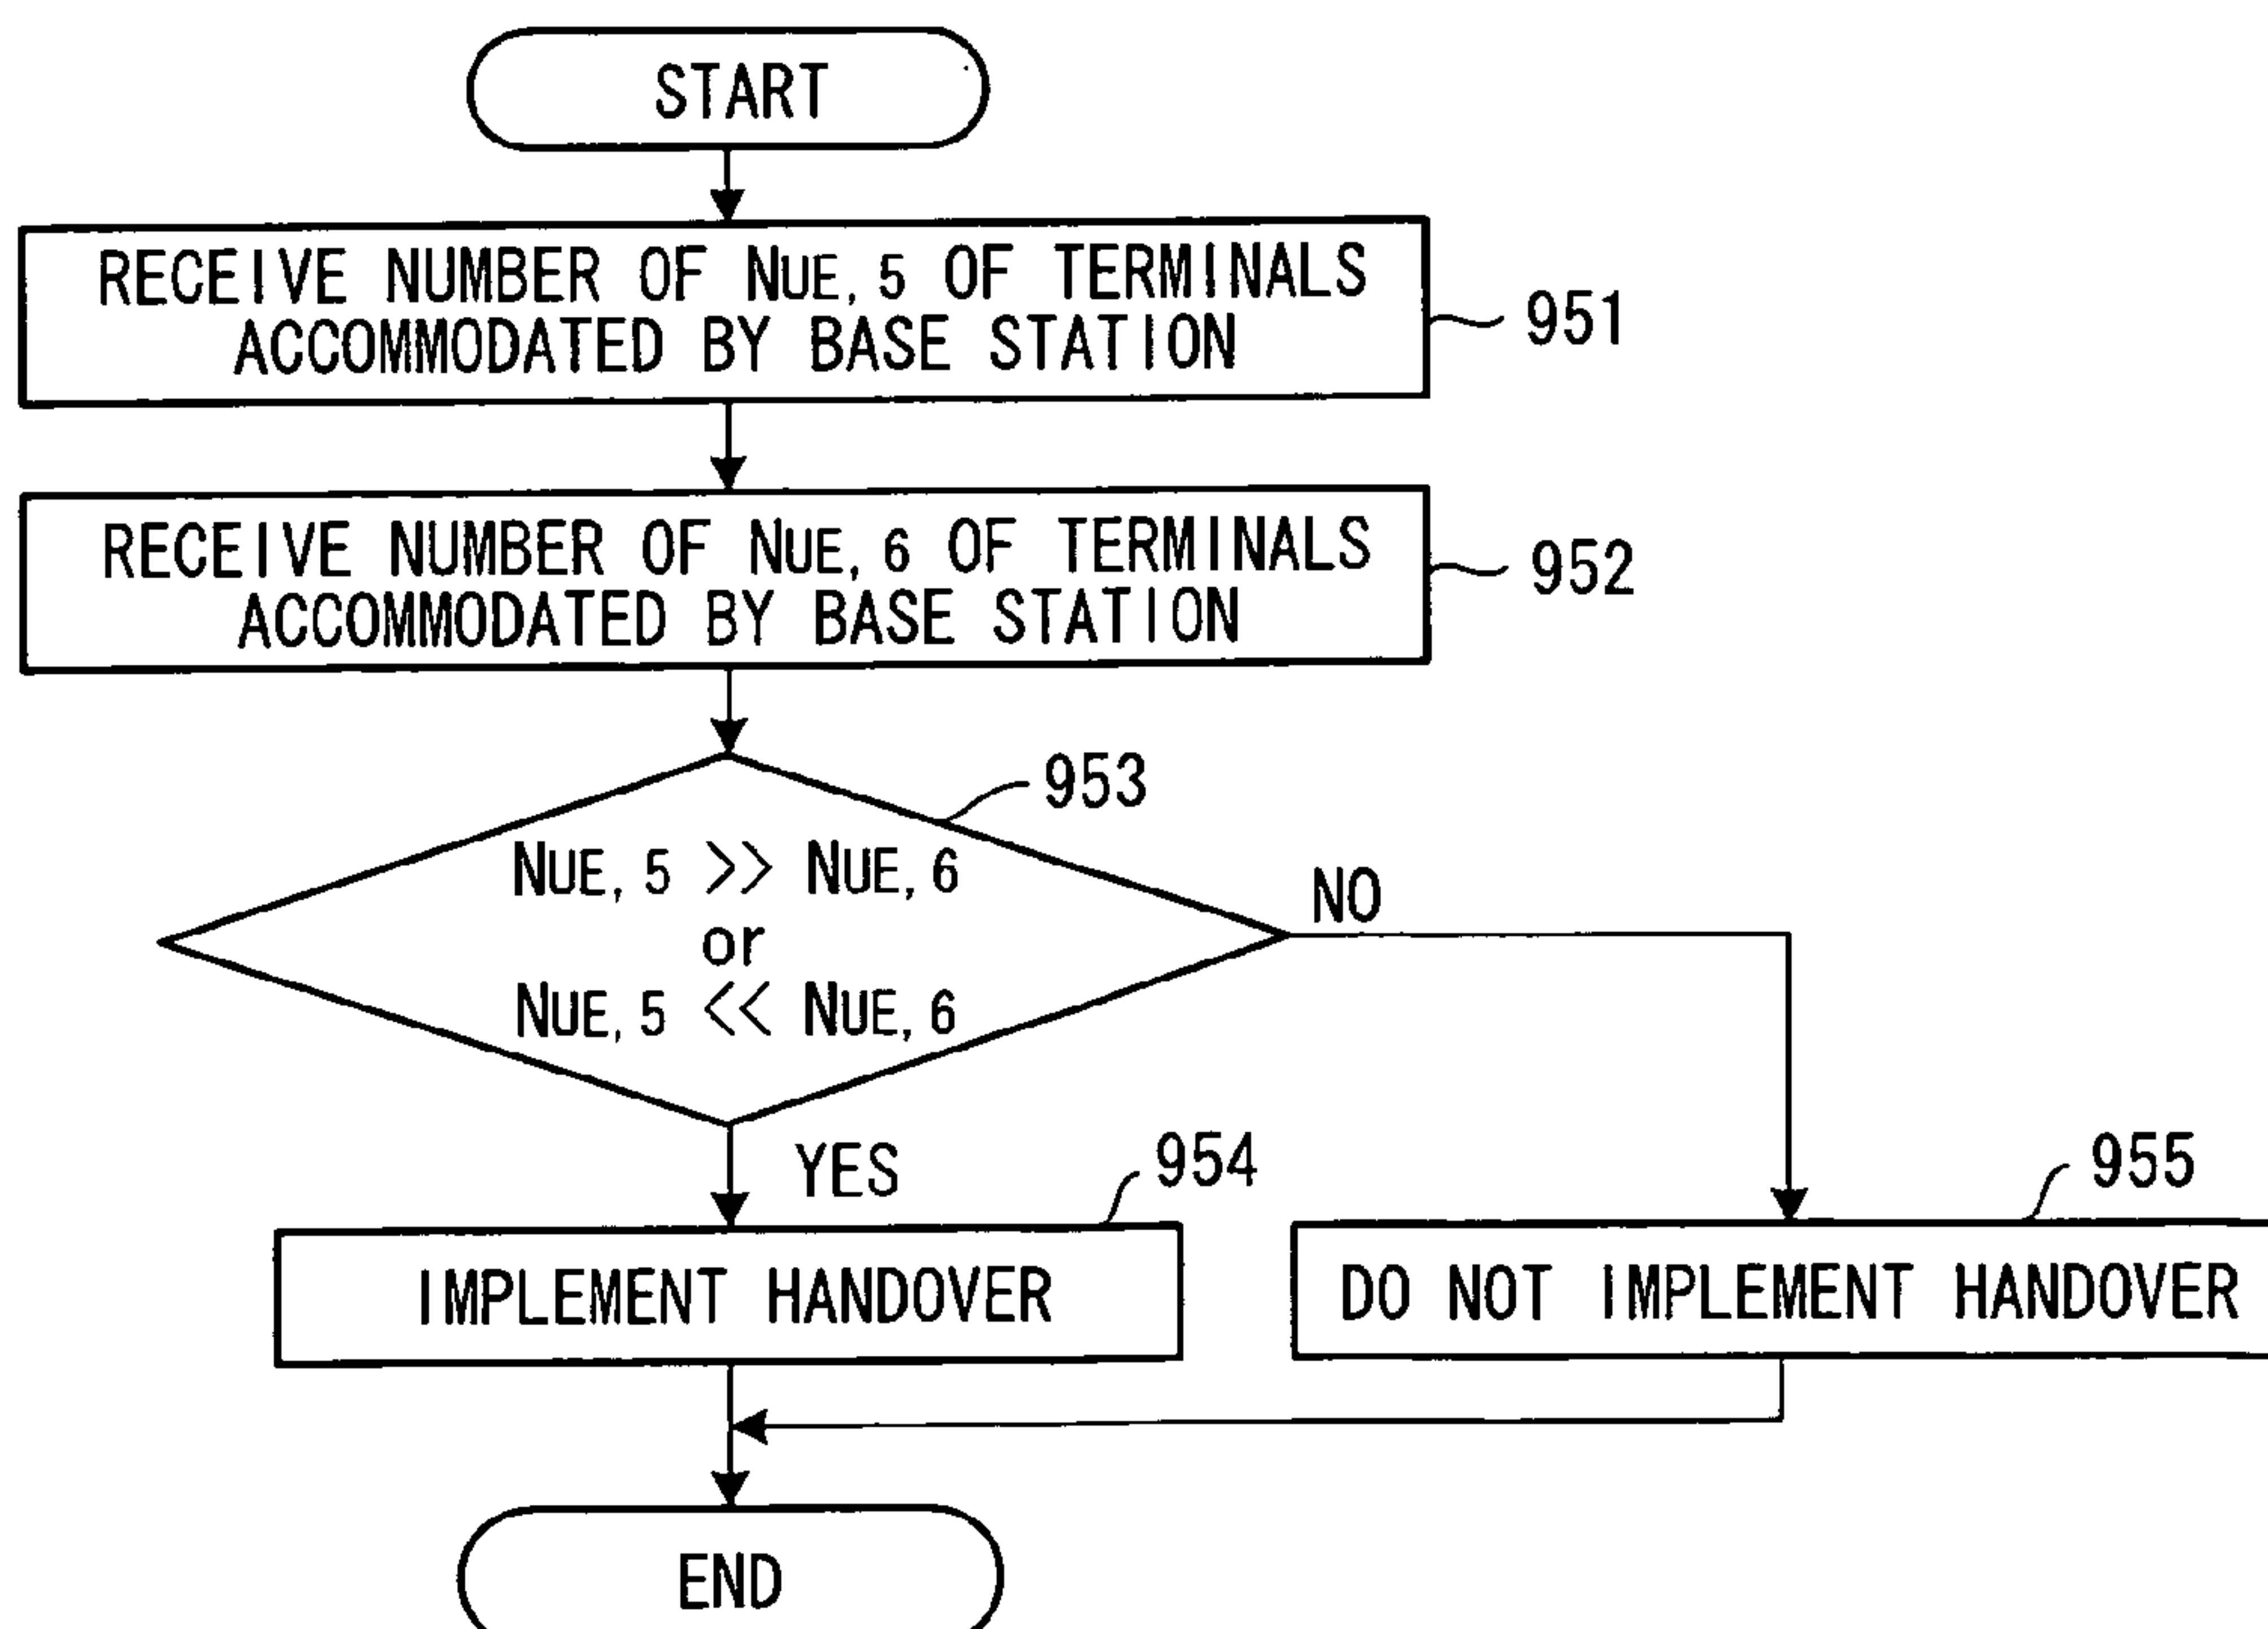 START
RECEIVE NUMBER OF NUE, 5 OF TERMINALS
ACCOMMODATED BY BASE STATION
951
RECEIVE NUMBER OF NUE, 6 OF TERMINALS
ACCOMMODATED BY BASE STATION
952
953
NUE, 5 >> NUE, 6
or
NUE, 5 << NUE, 6
NO
YES
954
955
IMPLEMENT HANDOVER
DO NOT IMPLEMENT HANDOVER
END